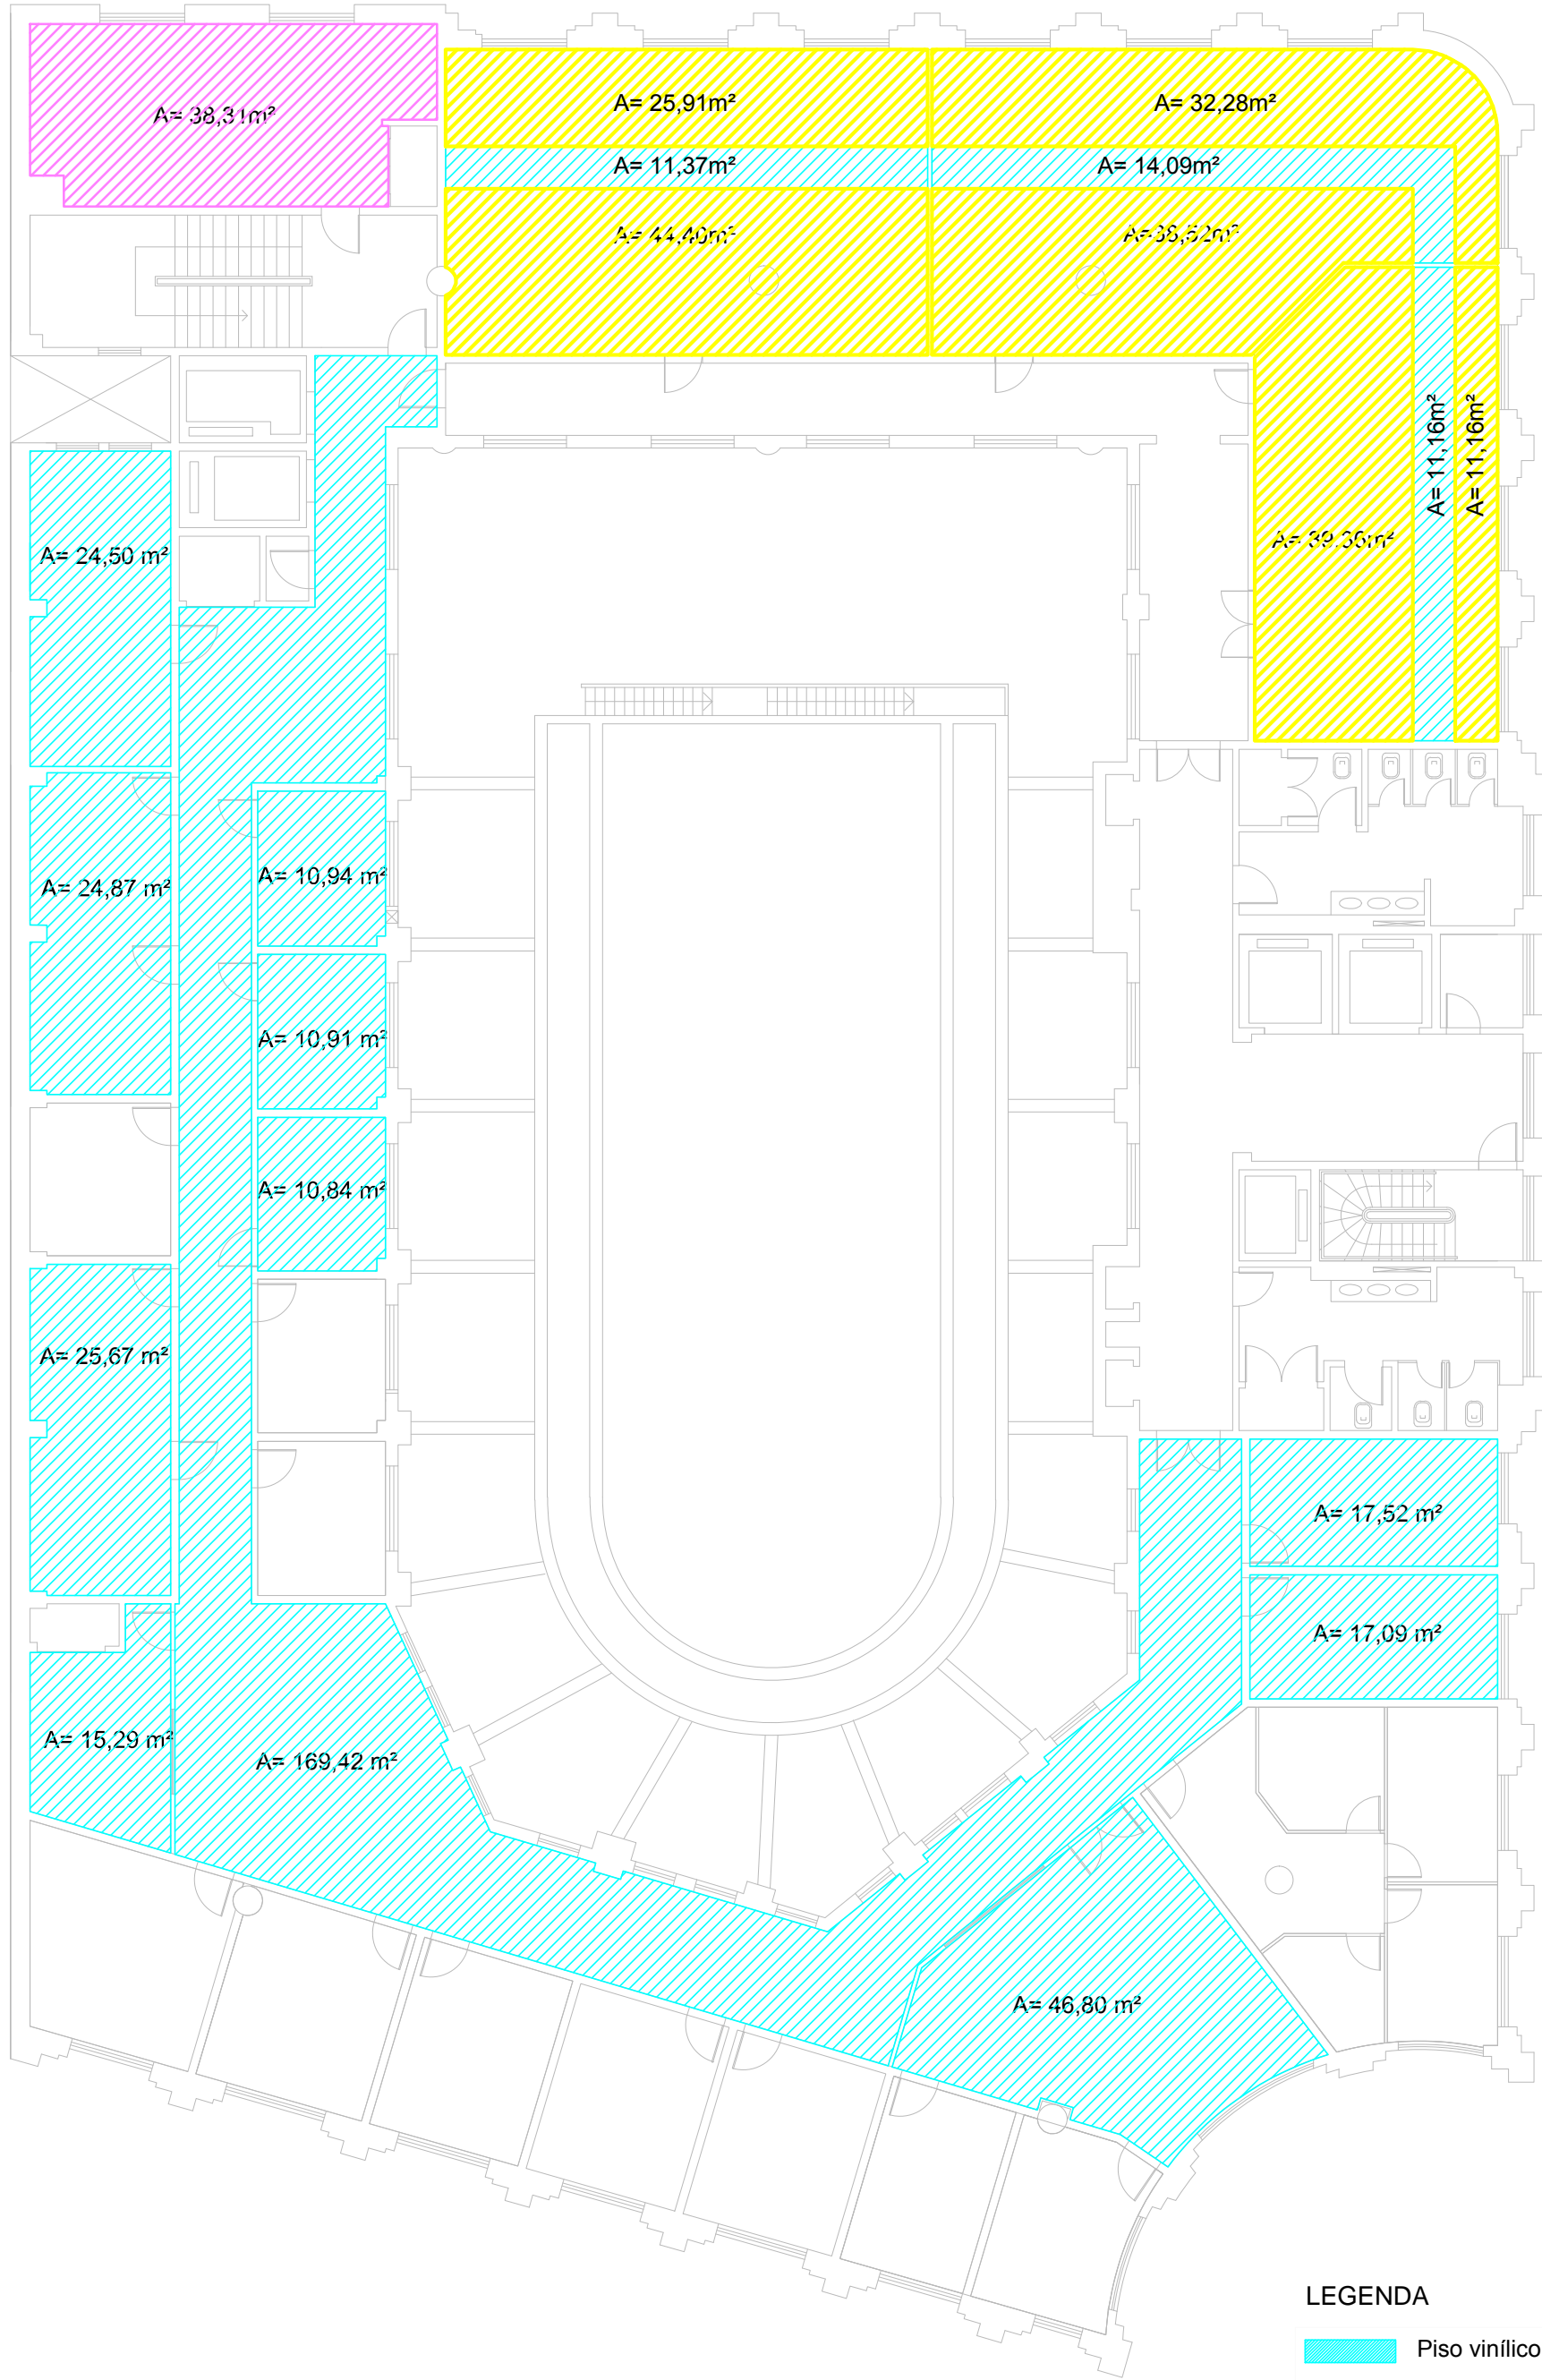 A= 38,31m²
A= 25,91m²
A= 32,28m²
A= 11,37m²
A= 14,09m²
A= 44,40m²
A=38,52m²
A= 11,16m²
A= 11,16m²
A= 39.36m²
A= 24,50 m²
A= 24,87 m²
A= 10,94 m²
A= 10,91 m²
A= 10,84 m²
A= 25,67 m²
A= 17,52 m²
A= 17,09 m²
A= 15,29 m²
A= 169,42 m²
A= 46,80 m²
LEGENDA
Piso vinílico